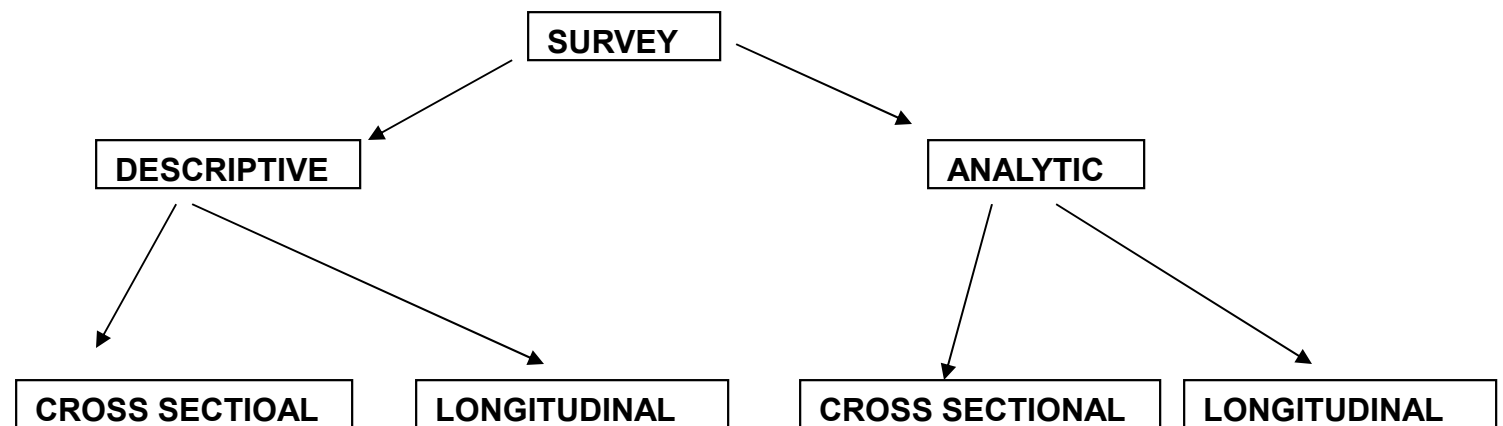 SURVEY
DESCRIPTIVE
ANALYTIC
CROSS SECTIOAL
LONGITUDINAL
CROSS SECTIONAL
LONGITUDINAL